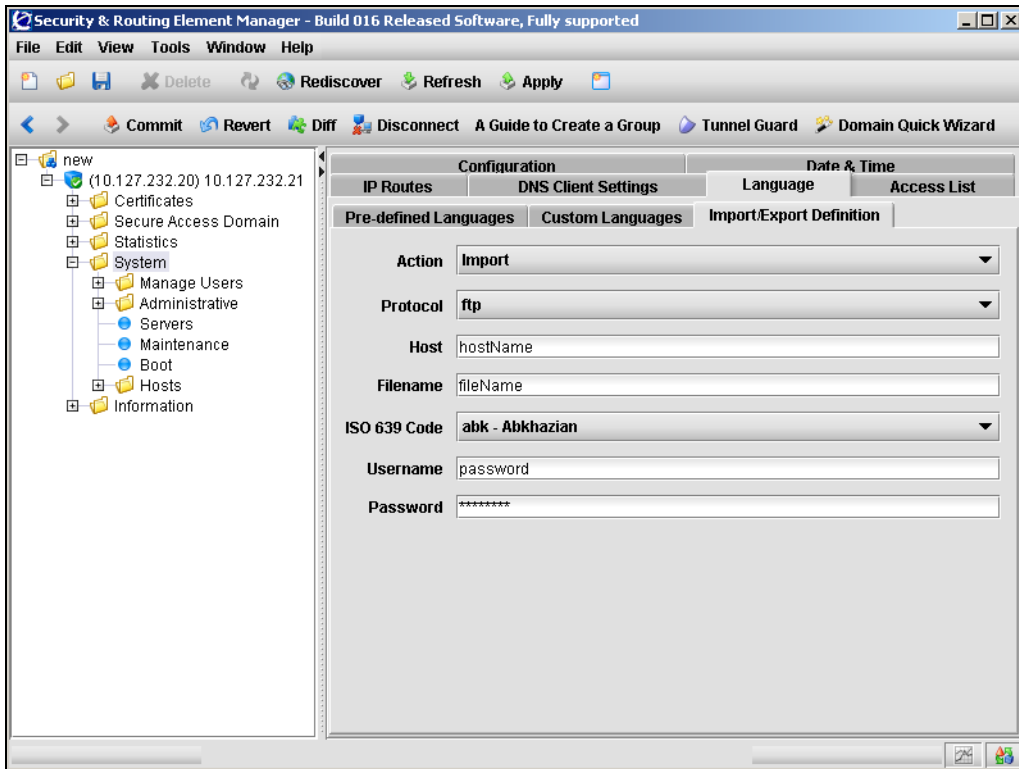 Security & Routing Element Manager - Build 016 Released Software, Fully supported
File Edit View Tools Window Help
Delete Rediscover Refresh Apply
Commit Revert Diff Disconnect A Guide to Create a Group Tunnel Guard Domain Quick Wizard
new
(10.127.232.20) 10.127.232.21
Certificates
Secure Access Domain
Statistics
System
Manage Users
Administrative
Servers
Maintenance
Boot
Hosts
Information
Configuration Date & Time
IP Routes DNS Client Settings Language Access List
Pre-defined Languages Custom Languages Import/Export Definition
Action Import
Protocol ftp
Host hostName
Filename fileName
ISO 639 Code abk - Abkhazian
Username password
Password ********